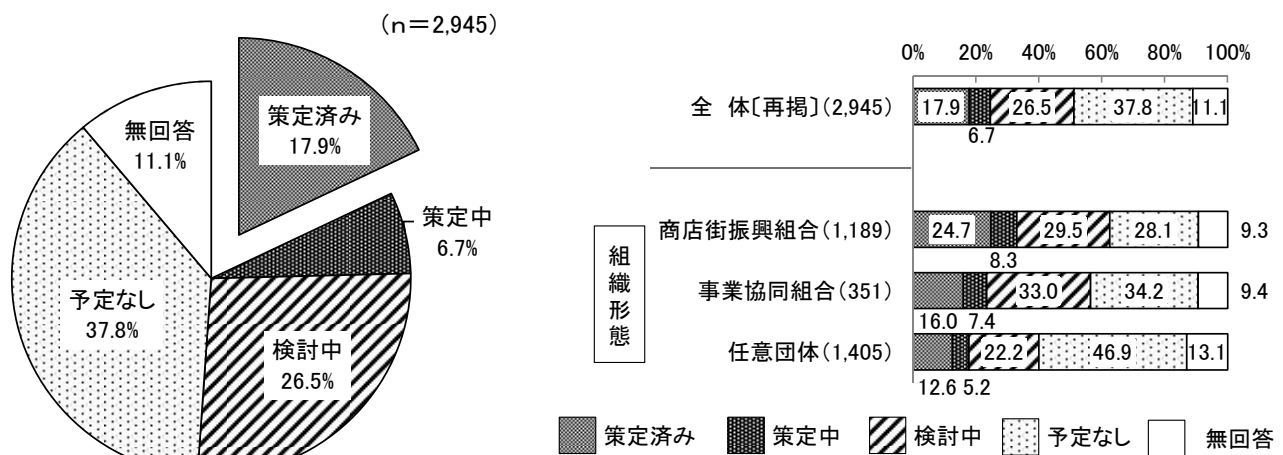 (n=2,945)
策定済み
17.9%
策定中
6.7%
検討中
26.5%
予定なし
37.8%
無回答
11.1%
0% 20% 40% 60% 80% 100%
全 体〔再掲〕(2,945) 17.9 26.5 37.8 11.1
6.7
組織形態
商店街振興組合(1,189) 24.7 29.5 28.1 9.3
8.3
事業協同組合(351) 33.0 34.2 9.4
16.0 7.4
任意団体(1,405) 22.2 46.9 13.1
12.6 5.2
策定済み 策定中 検討中 予定なし 無回答